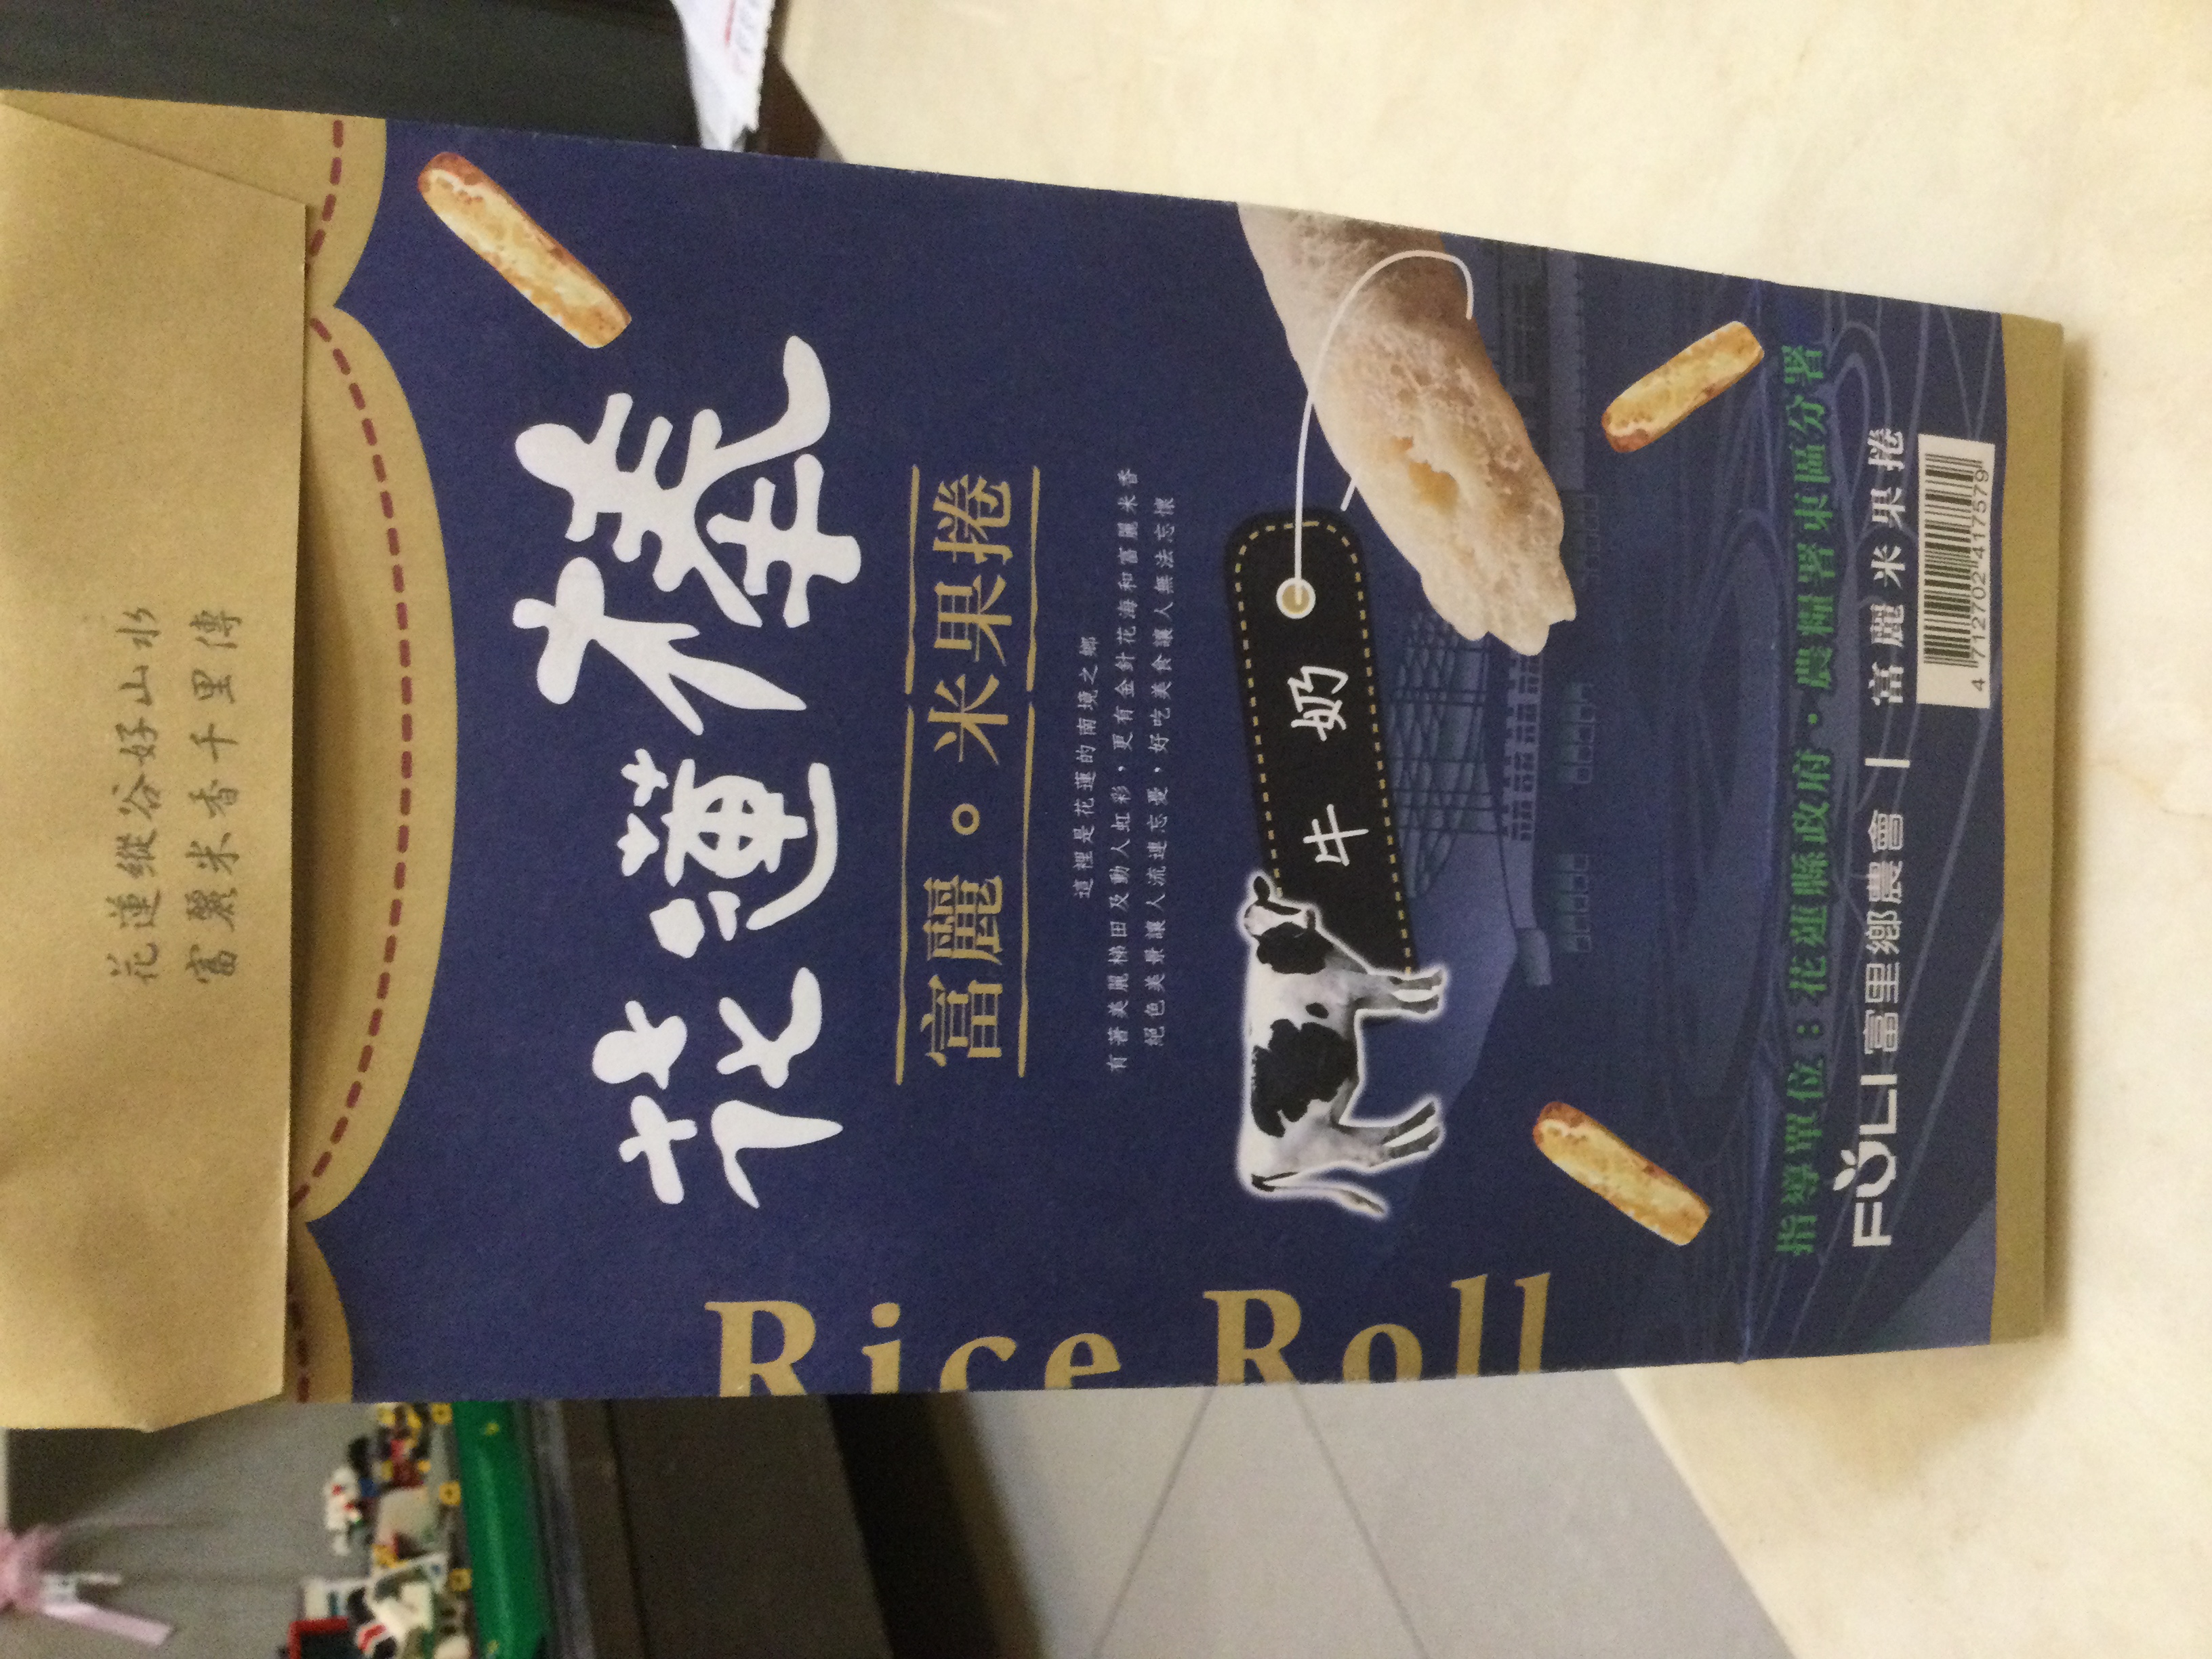 花蓮縱谷好山水
富麗米香千里傳
花蓮棒
富麗。米果捲
這裡是花蓮的南境之鄉
有著美麗梯田及動人虹彩，更有金針花海和富麗米香
絕色美景讓人流連忘憂，好吃美食讓人無法忘懷
牛奶
Rice Roll
指導單位：花蓮縣政府·農糧署東區分署
FULI 富里鄉農會 | 富麗米果捲
4 712702 417579